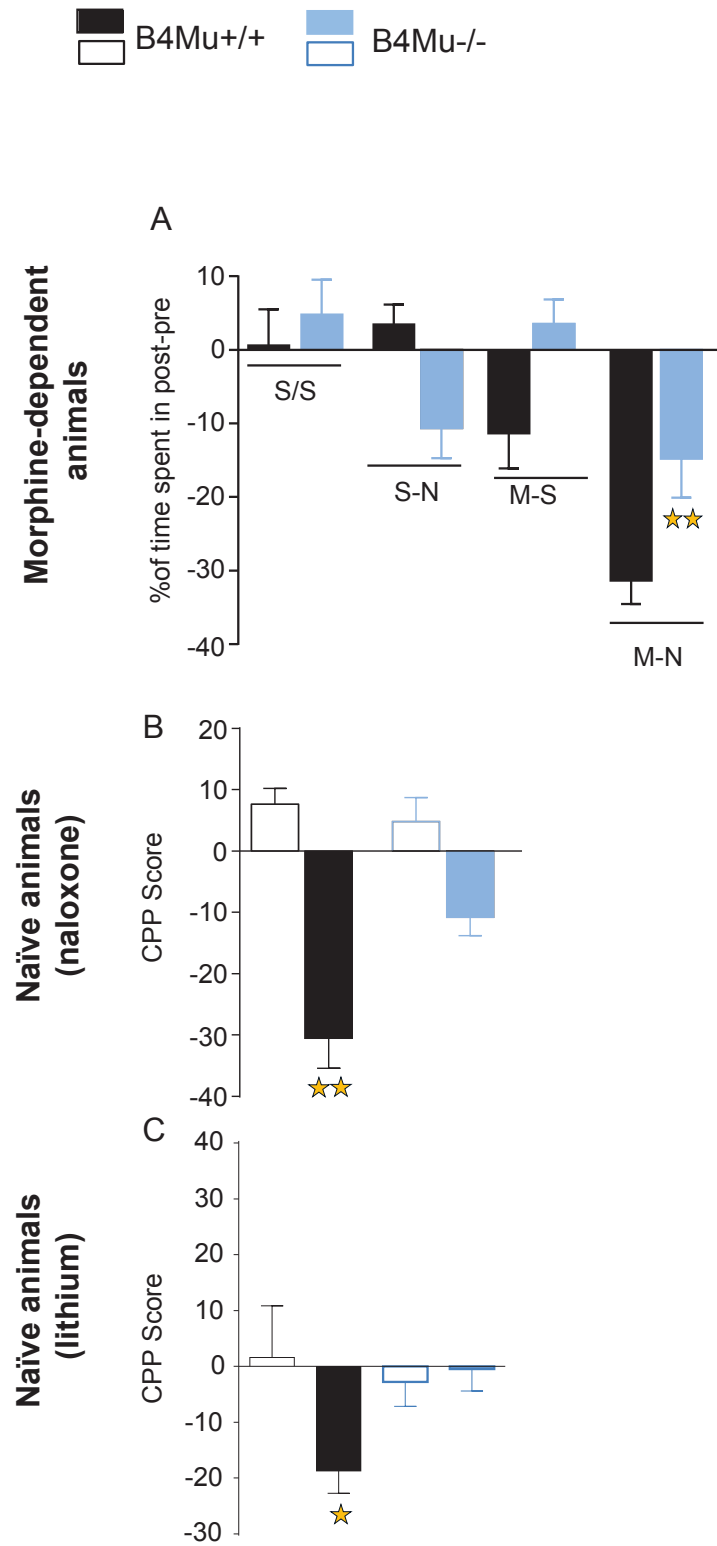 B4Mu+/+ B4Mu-/-
A
Morphine-dependent
animals
%of time spent in post-pre
10
0
-10
-20
-30
-40
S/S
S-N
M-S
M-N
B
Naïve animals
(naloxone)
CPP Score
20
10
0
-10
-20
-30
-40
C
Naïve animals
(lithium)
CPP Score
40
30
20
10
0
-10
-20
-30